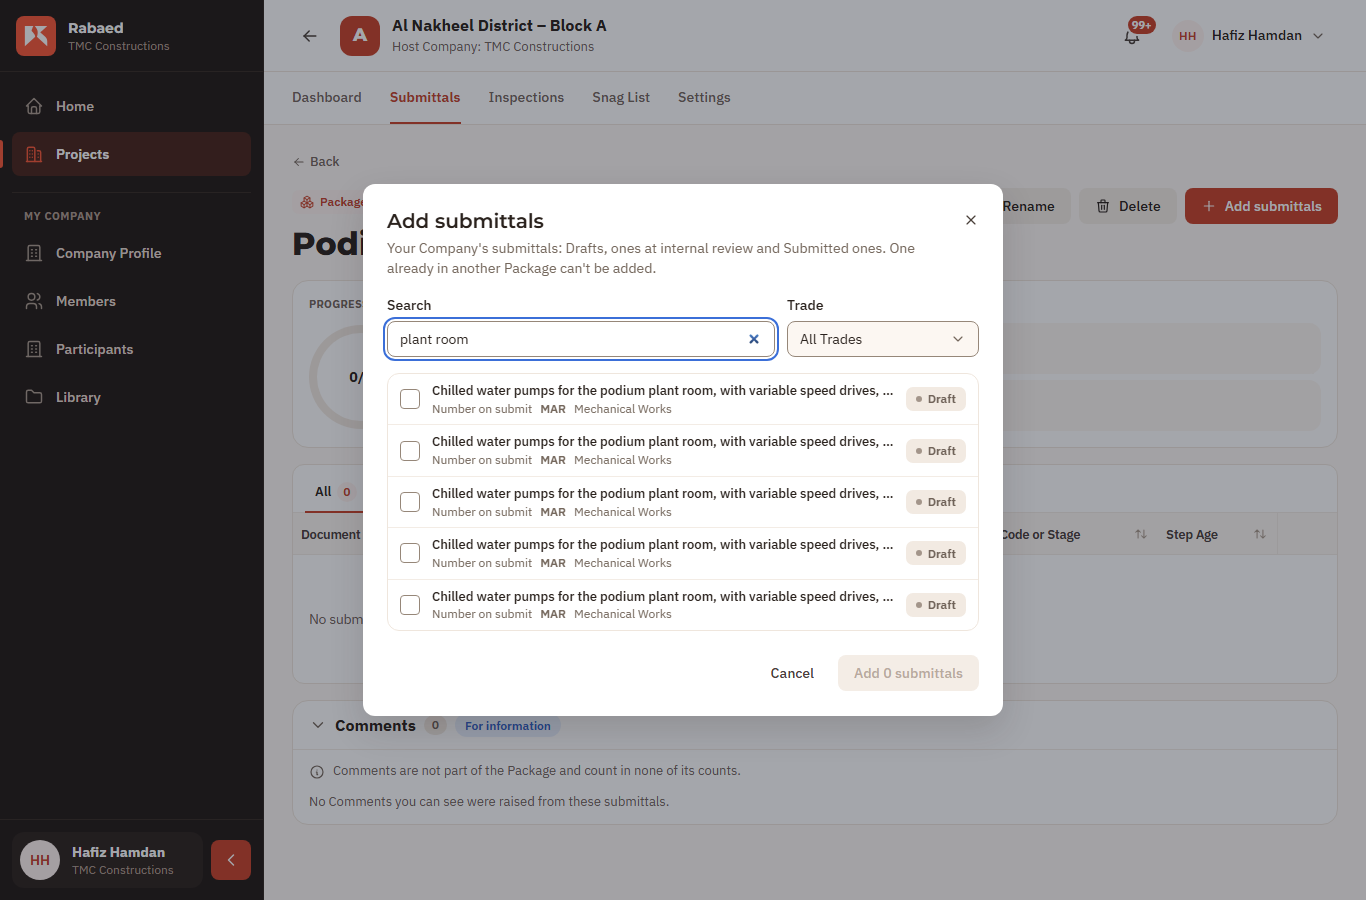 Rabaed
TMC Constructions
Home
Projects
MY COMPANY
Company Profile
Members
Participants
Library
HH
Hafiz Hamdan
TMC Constructions
A
Al Nakheel District – Block A
Host Company: TMC Constructions
99+
HH
Hafiz Hamdan
Dashboard
Submittals
Inspections
Snag List
Settings
Back
Rename
Delete
Add submittals
PROGRES
All 0
Document
Code or Stage
Step Age
No subm
Add submittals
Your Company's submittals: Drafts, ones at internal review and Submitted ones. One
already in another Package can't be added.
Search
Trade
plant room
All Trades
Chilled water pumps for the podium plant room, with variable speed drives, ...
Number on submit MAR Mechanical Works
Draft
Chilled water pumps for the podium plant room, with variable speed drives, ...
Number on submit MAR Mechanical Works
Draft
Chilled water pumps for the podium plant room, with variable speed drives, ...
Number on submit MAR Mechanical Works
Draft
Chilled water pumps for the podium plant room, with variable speed drives, ...
Number on submit MAR Mechanical Works
Draft
Chilled water pumps for the podium plant room, with variable speed drives, ...
Number on submit MAR Mechanical Works
Draft
Cancel
Add 0 submittals
Comments 0 For information
Comments are not part of the Package and count in none of its counts.
No Comments you can see were raised from these submittals.